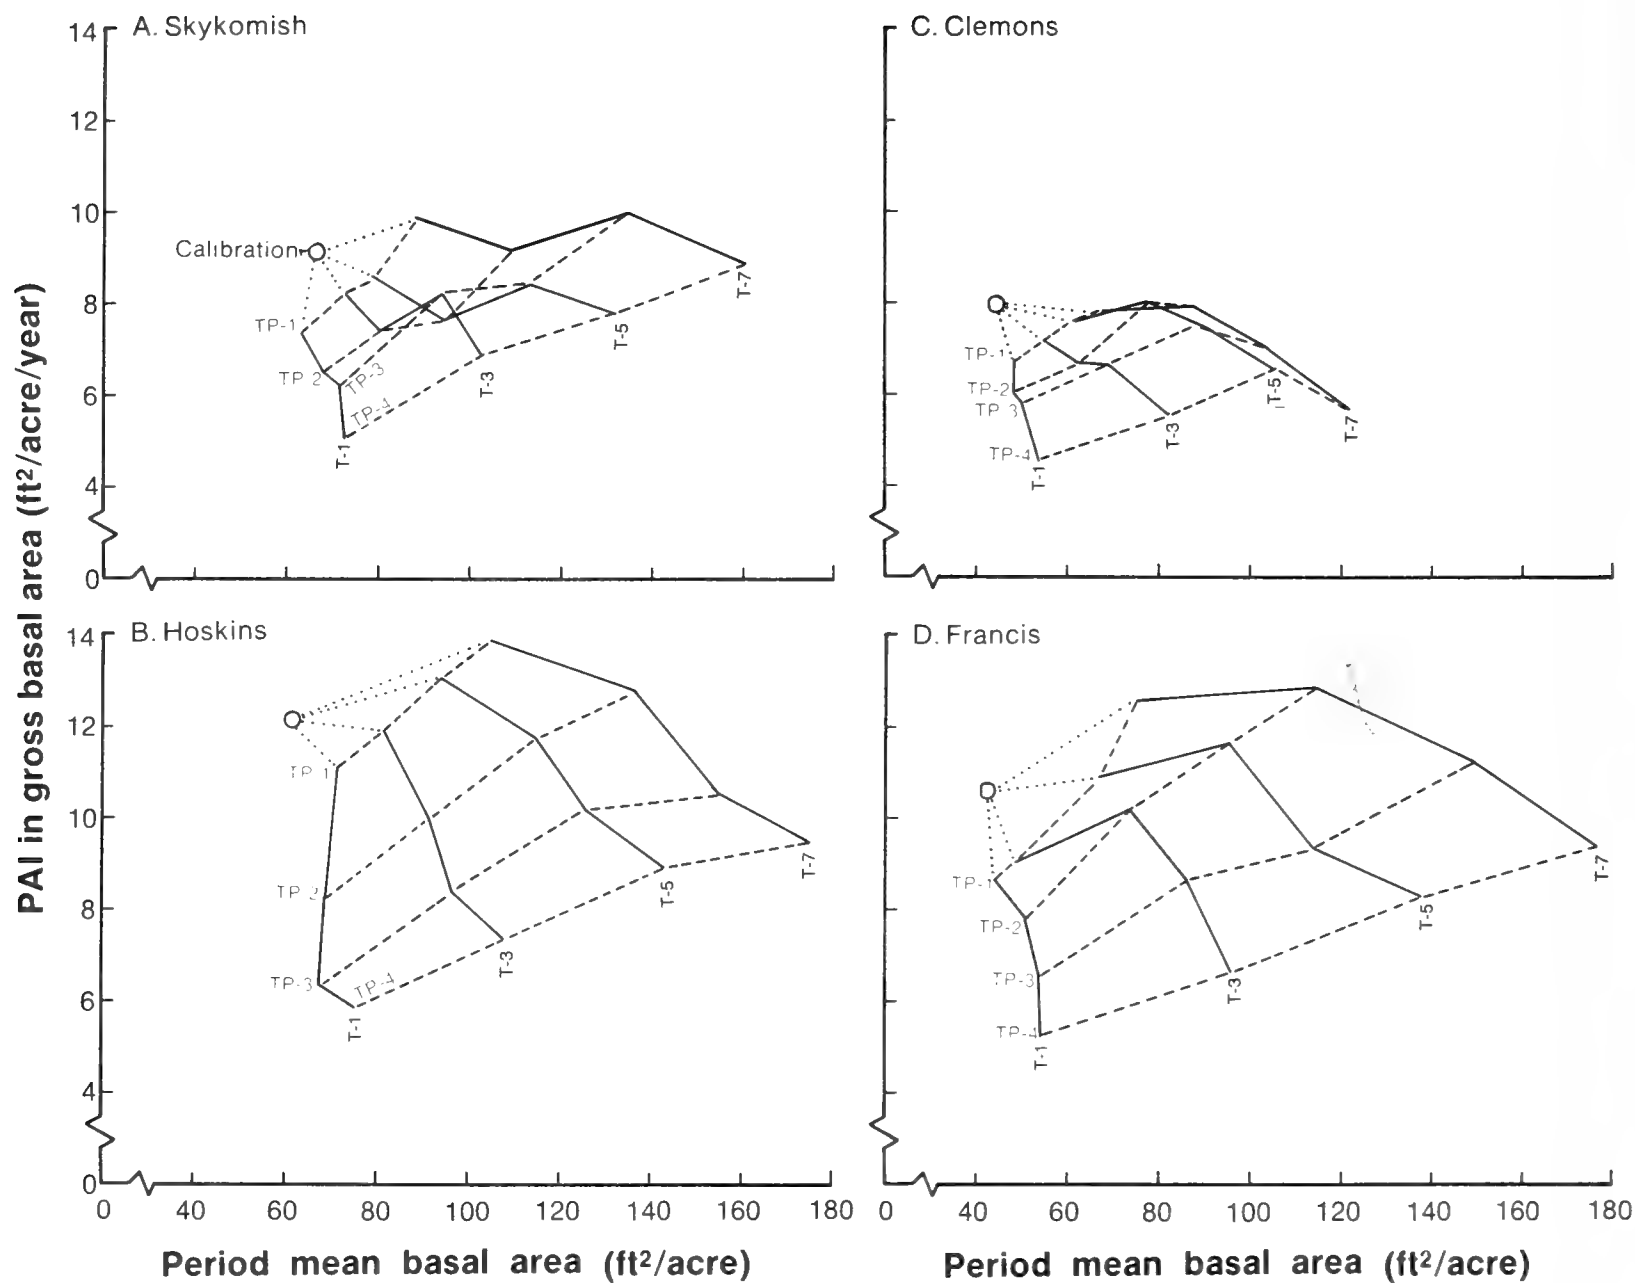 PAI in gross basal area (ft²/acre/year)
A. Skykomish
14
12
10
8
6
4
0
Calibration
TP-1
TP 2
TP-3
TP-4
T-1
T-3
T-5
T-7
C. Clemons
TP-1
TP-2
TP 3
TP-4
T-1
T-3
T-5
T-7
B. Hoskins
14
12
10
8
6
4
0
TP 1
TP-2
TP-3
TP-4
T-1
T-3
T-5
T-7
0 40 60 80 100 120 140 160 180
Period mean basal area (ft²/acre)
D. Francis
TP-1
TP-2
TP-3
TP-4
T-1
T-3
T-5
T-7
0 40 60 80 100 120 140 160 180
Period mean basal area (ft²/acre)